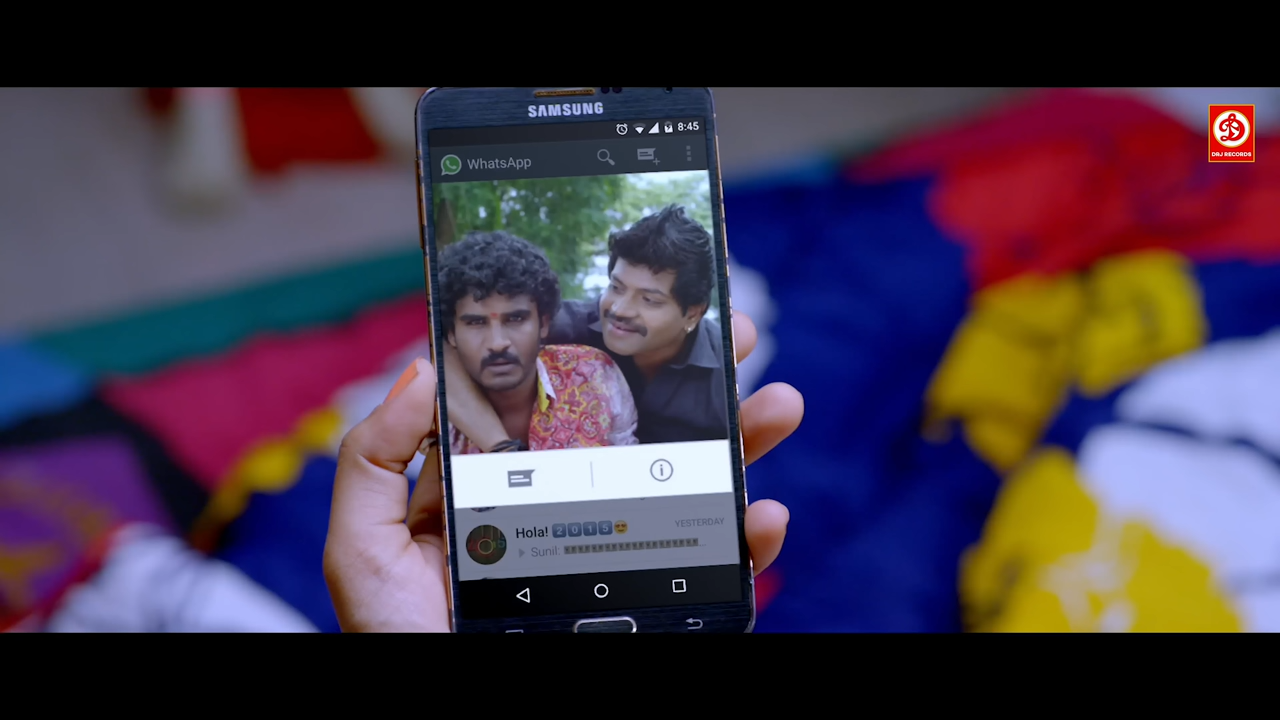 SAMSUNG
8:45
WhatsApp
Hola! 2015😍
YESTERDAY
Sunil:
DRJ RECORDS